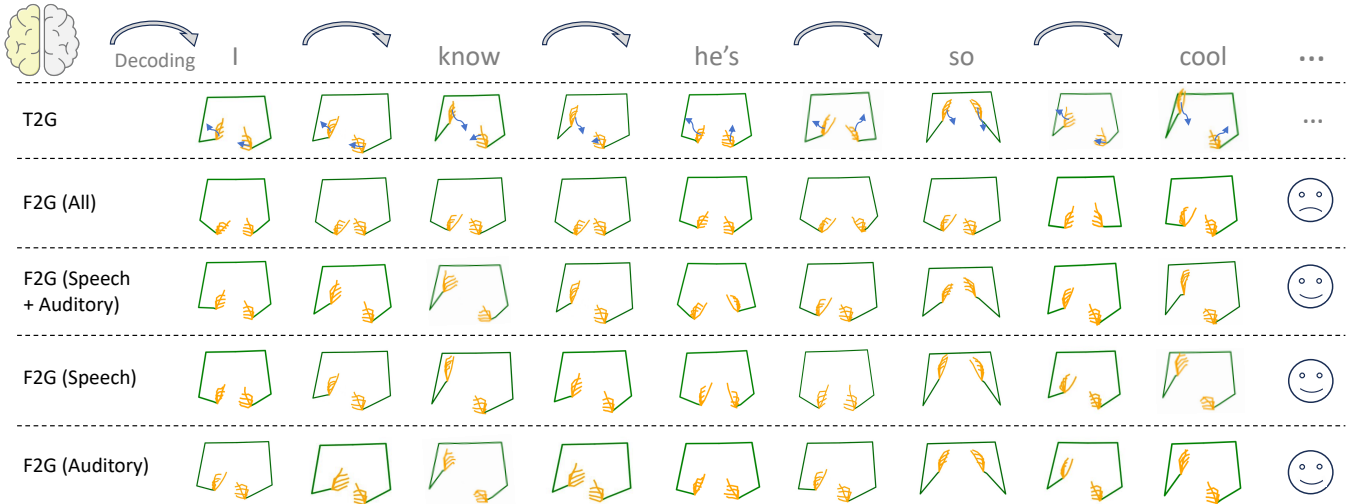 Decoding I know he's so cool ...
T2G ...
F2G (All)
F2G (Speech
+ Auditory)
F2G (Speech)
F2G (Auditory)